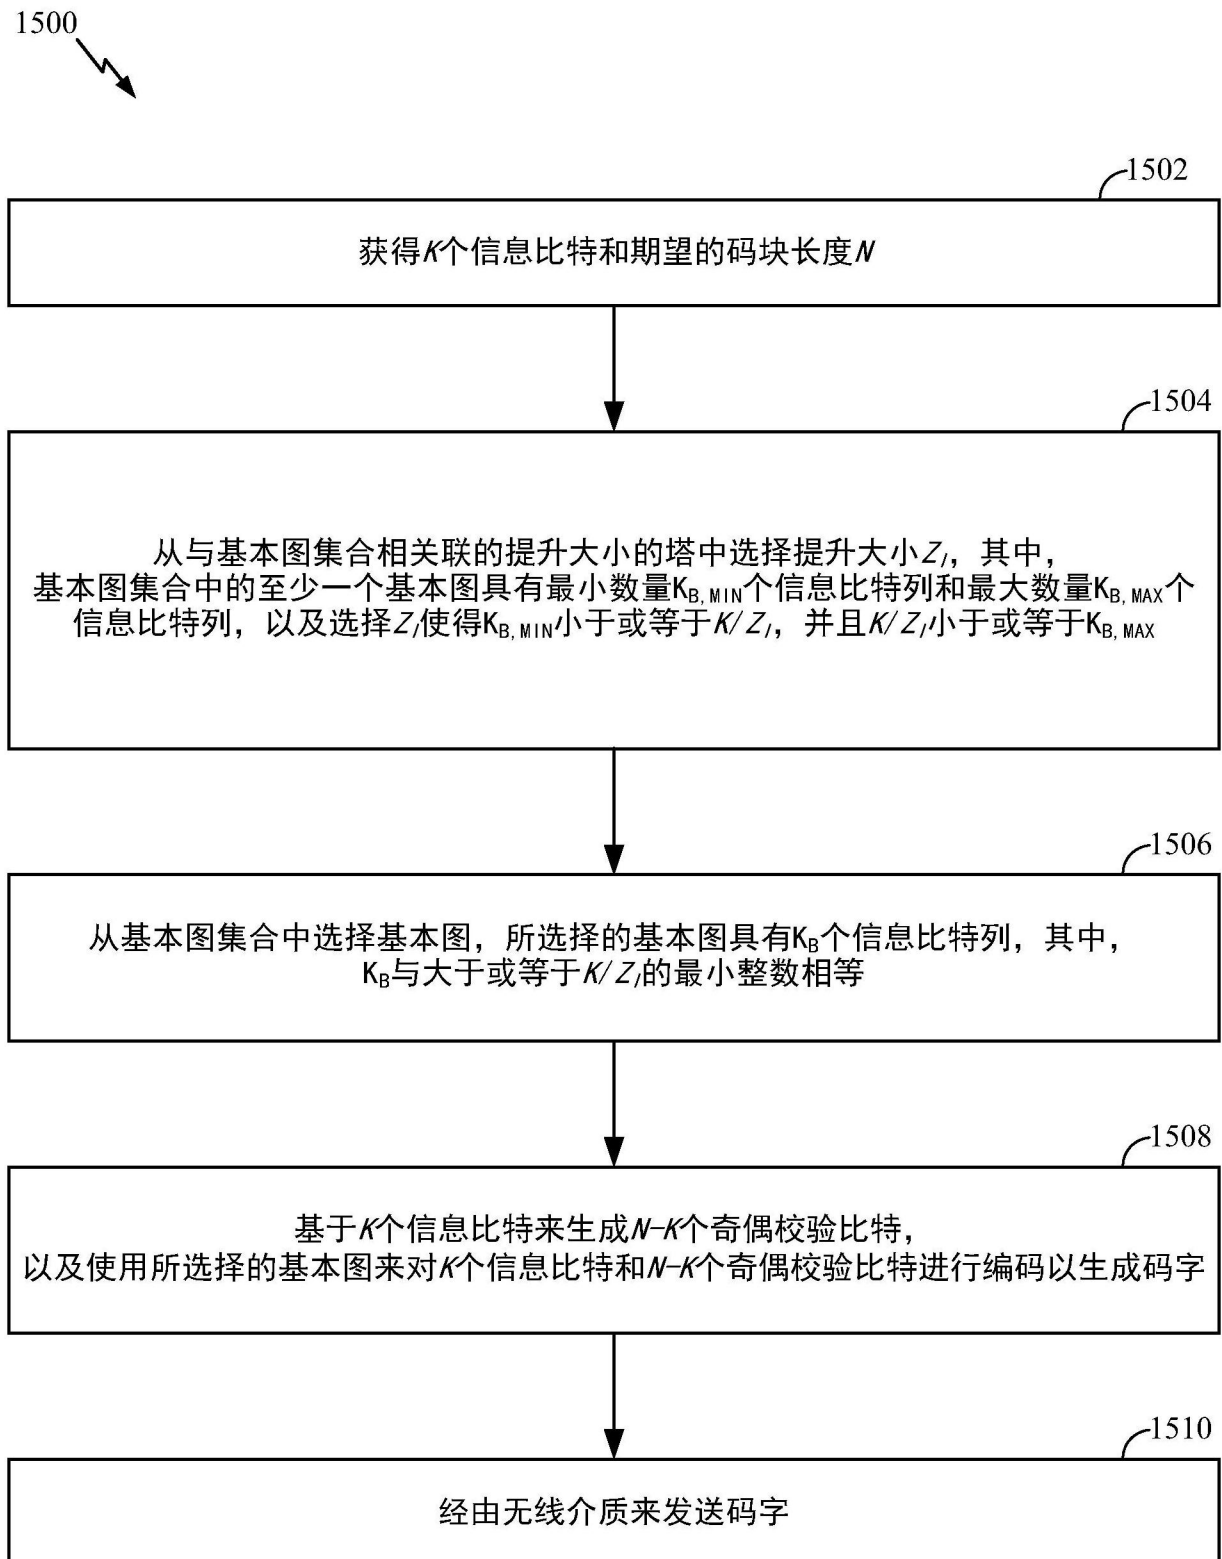 1500
1502
获得K个信息比特和期望的码块长度N
1504
从与基本图集合相关联的提升大小的塔中选择提升大小Zl，其中，
基本图集合中的至少一个基本图具有最小数量KB,MIN个信息比特列和最大数量KB,MAX个
信息比特列，以及选择Zl使得KB,MIN小于或等于K/Zl，并且K/Zl小于或等于KB,MAX
1506
从基本图集合中选择基本图，所选择的基本图具有KB个信息比特列，其中，
KB与大于或等于K/Zl的最小整数相等
1508
基于K个信息比特来生成N-K个奇偶校验比特，
以及使用所选择的基本图来对K个信息比特和N-K个奇偶校验比特进行编码以生成码字
1510
经由无线介质来发送码字